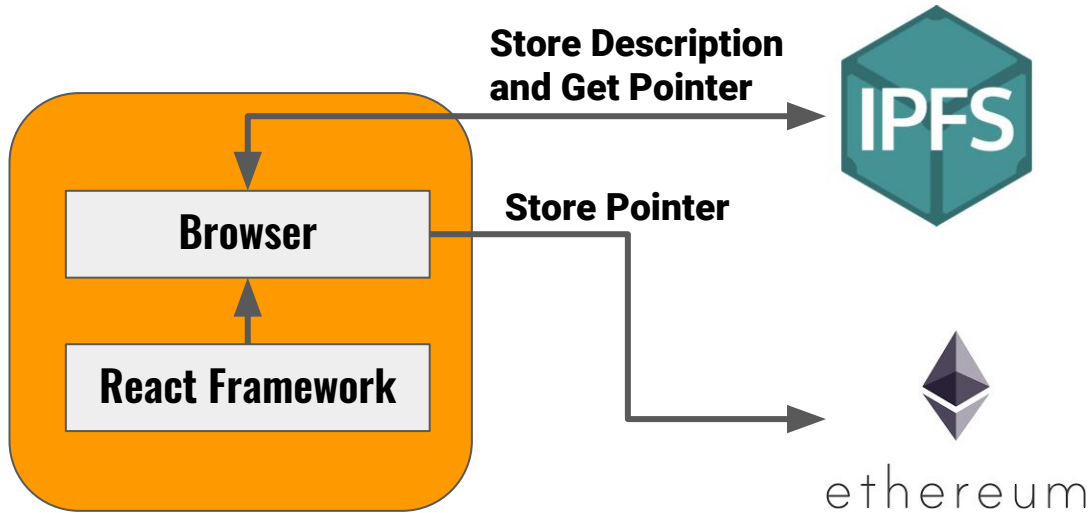 Store Description
and Get Pointer
IPFS
Browser
Store Pointer
React Framework
ethereum